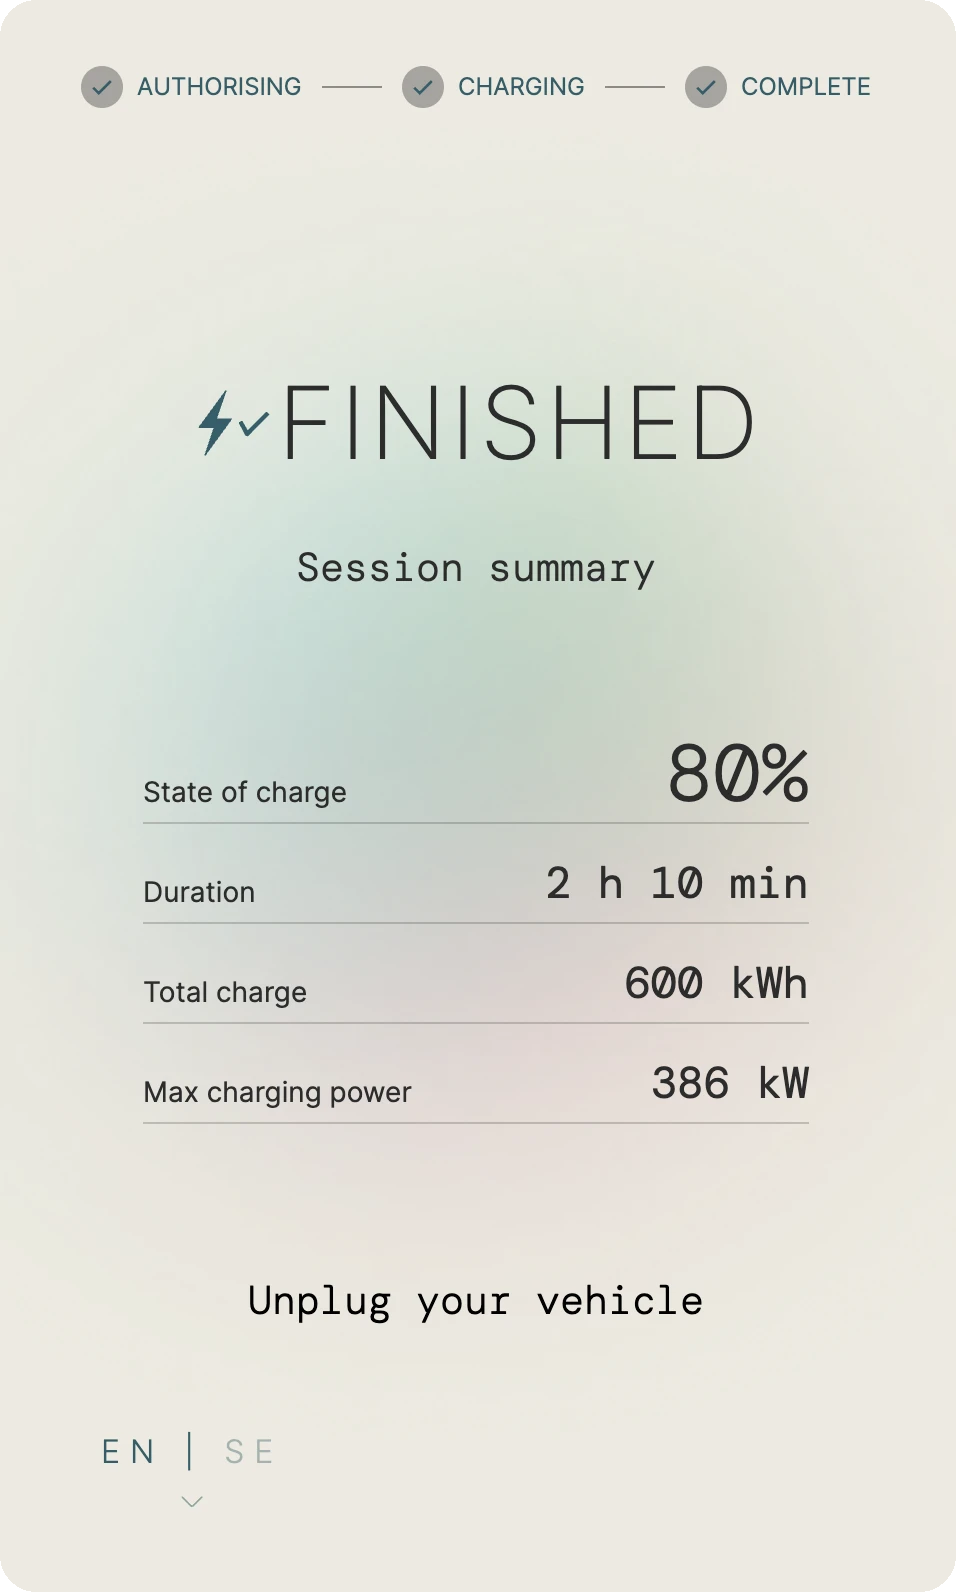 AUTHORISING CHARGING COMPLETE
FINISHED
Session summary
State of charge 80%
Duration 2 h 10 min
Total charge 600 kWh
Max charging power 386 kW
Unplug your vehicle
EN | SE